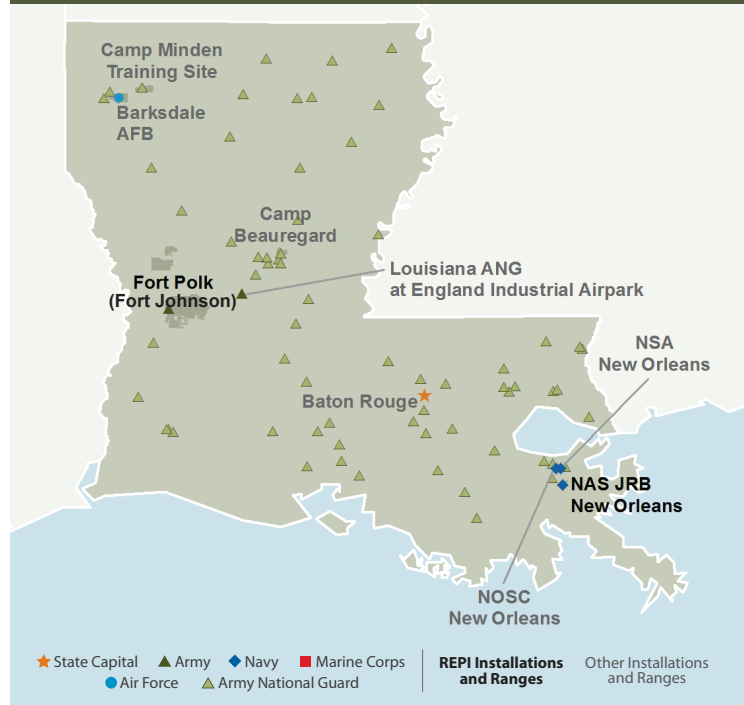 Camp Minden
Training Site
Barksdale
AFB
Camp
Beauregard
Fort Polk
(Fort Johnson)
Louisiana ANG
at England Industrial Airpark
NSA
New Orleans
Baton Rouge
NAS JRB
New Orleans
NOSC
New Orleans
State Capital Army Navy Marine Corps
Air Force Army National Guard
REPI Installations
and Ranges
Other Installations
and Ranges